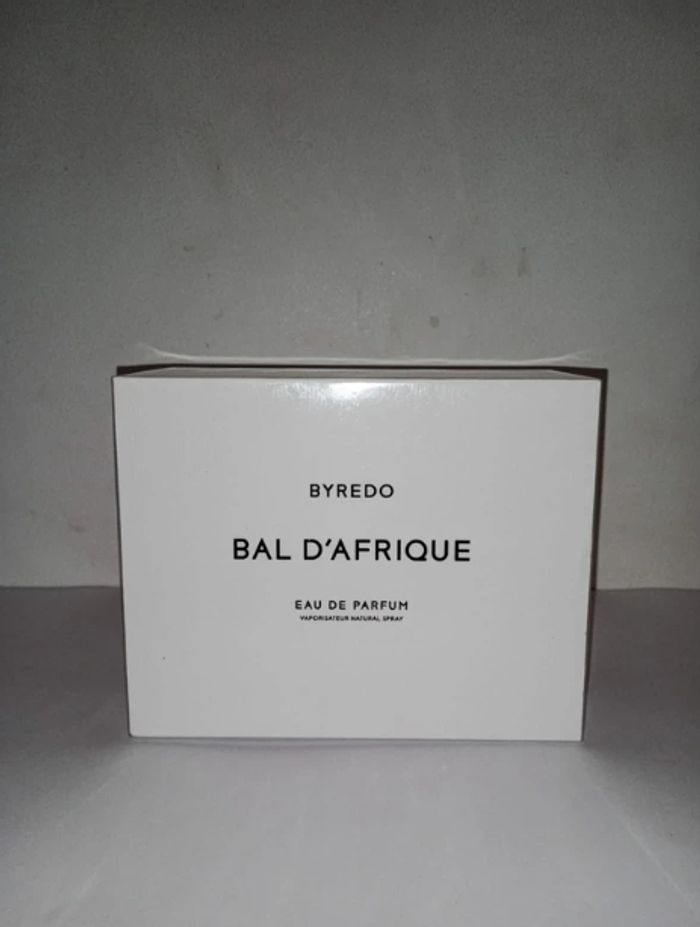 BYREDO
BAL D'AFRIQUE
EAU DE PARFUM
VAPORISATEUR NATURAL SPRAY